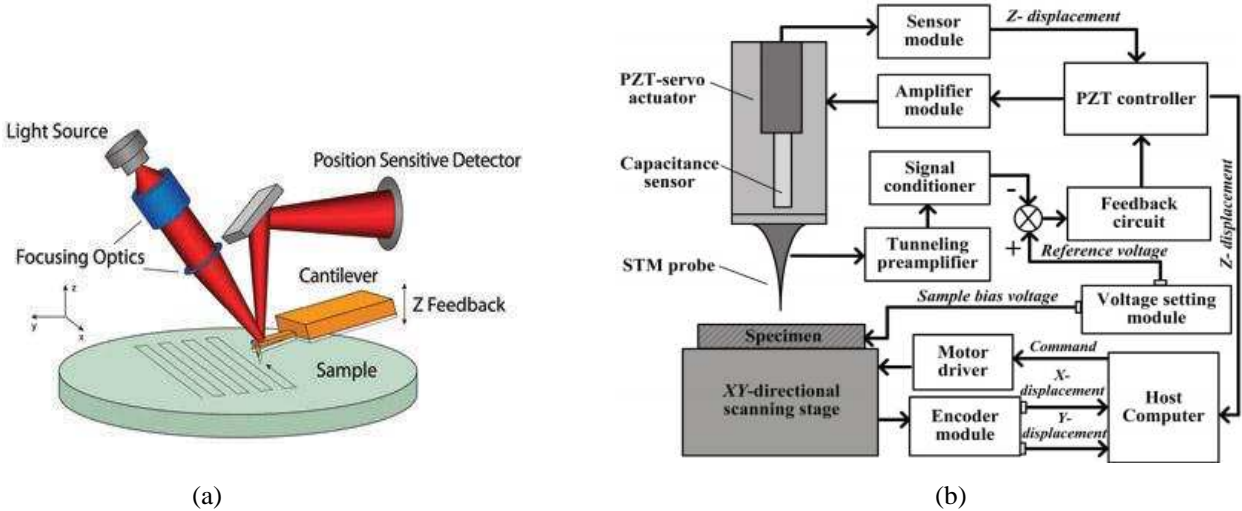 Light Source
Position Sensitive Detector
Focusing Optics
Cantilever
Z Feedback
Sample
z
y
x
(a)
Sensor
module
Z- displacement
PZT-servo
actuator
Amplifier
module
PZT controller
Capacitance
sensor
Signal
conditioner
-
+
Feedback
circuit
Z- displacement
Reference voltage
STM probe
Tunneling
preamplifier
Sample bias voltage
Voltage setting
module
Specimen
Motor
driver
Command
X-
displacement
XY-directional
scanning stage
Encoder
module
Y-
displacement
Host
Computer
(b)